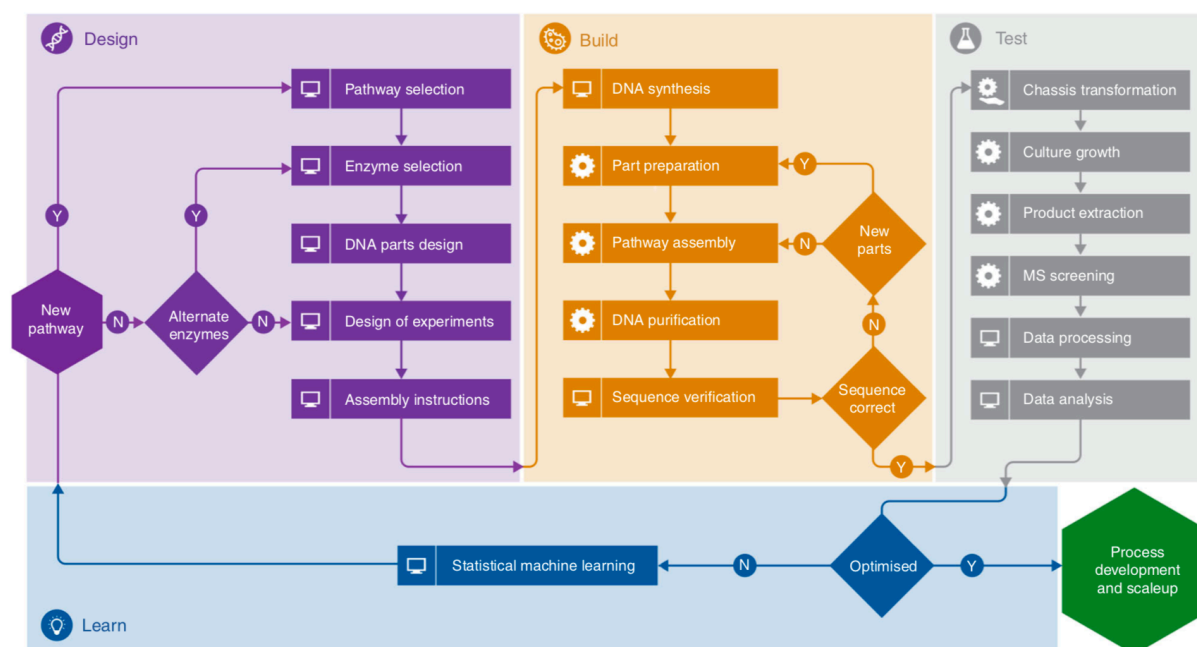 Design
Pathway selection
Enzyme selection
DNA parts design
Design of experiments
Assembly instructions
Y
Y
New
pathway
N
Alternate
enzymes
N
Build
DNA synthesis
Part preparation
Pathway assembly
DNA purification
Sequence verification
Y
N
New
parts
N
Sequence
correct
Y
Test
Chassis transformation
Culture growth
Product extraction
MS screening
Data processing
Data analysis
Statistical machine learning
N
Optimised
Y
Process
development
and scaleup
Learn